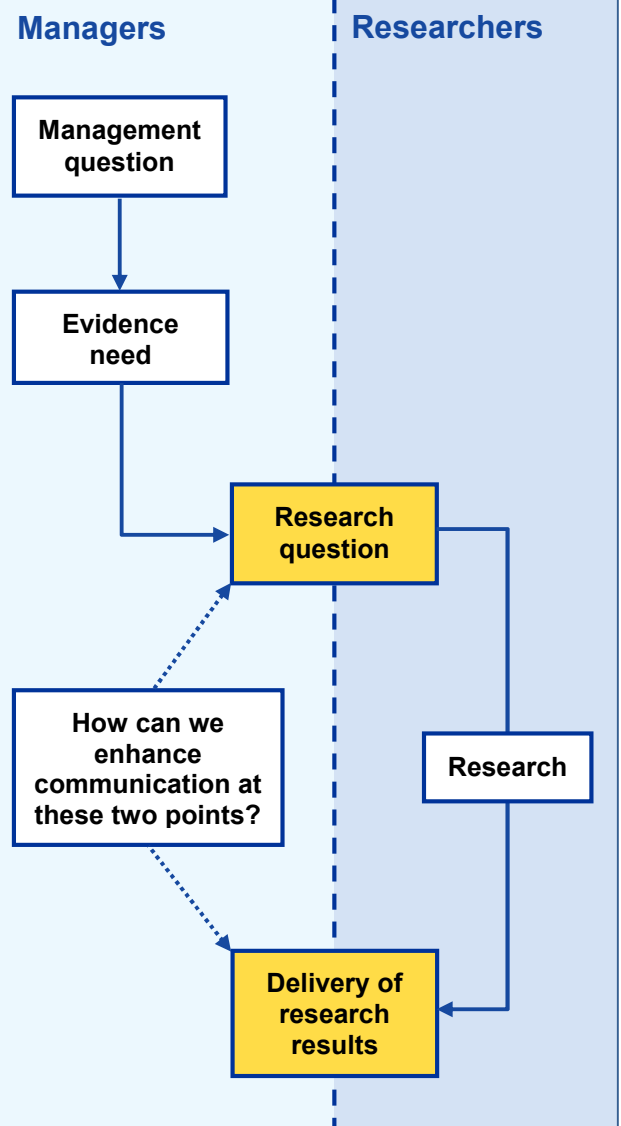 Managers
Researchers
Management
question
Evidence
need
Research
question
How can we
enhance
communication at
these two points?
Research
Delivery of
research
results